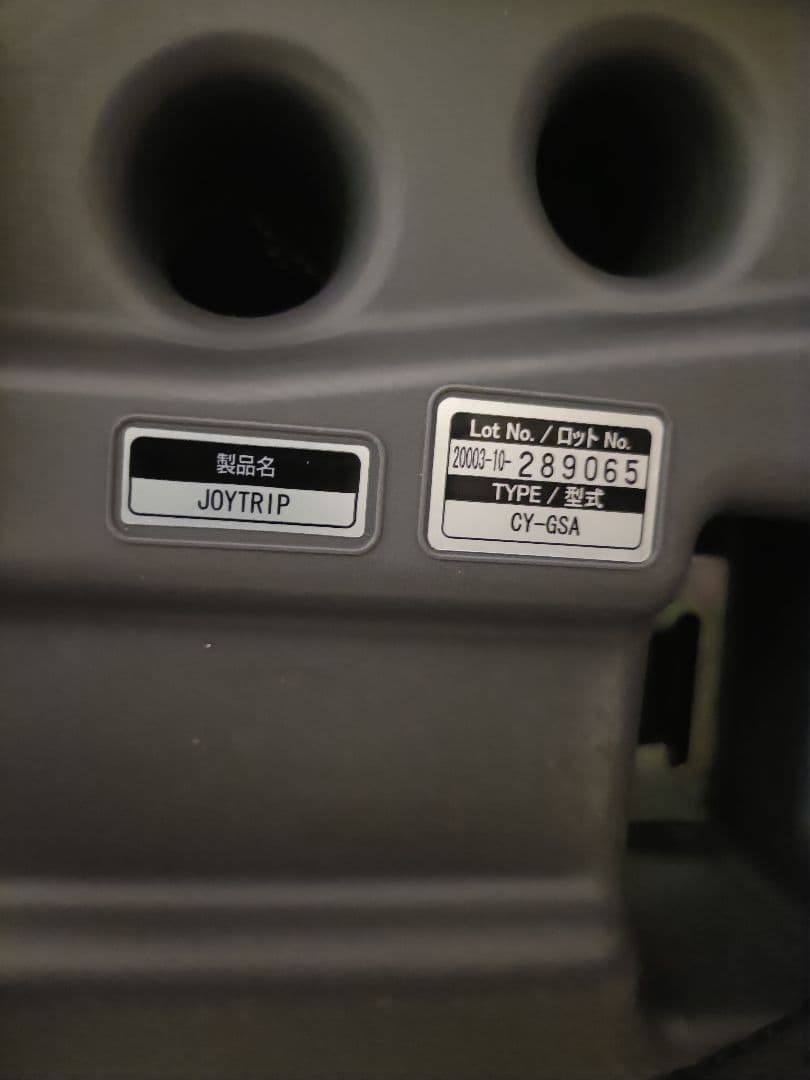 製品名
JOYTRIP
Lot No. / ロット No.
20003-10-289065
TYPE / 型式
CY-GSA